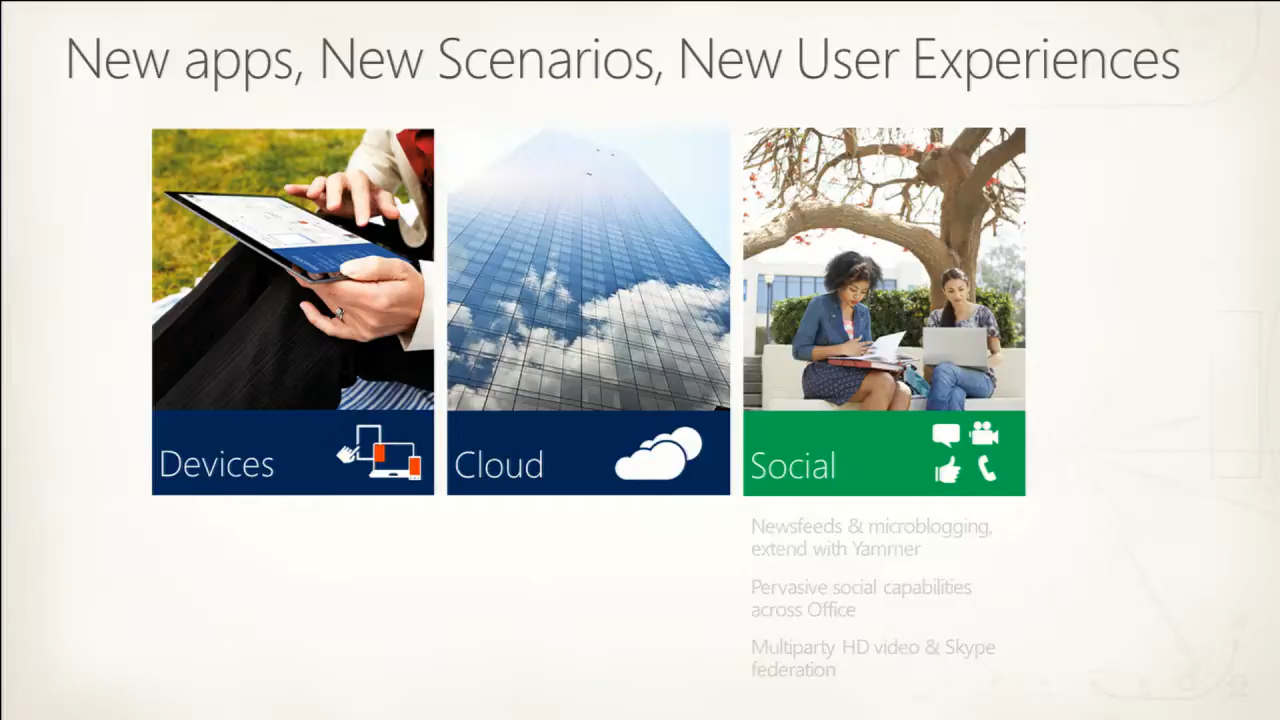 New apps, New Scenarios, New User Experiences
Devices
Cloud
Social
Newsfeeds & microblogging,
extend with Yammer
Pervasive social capabilities
across Office
Multiparty HD video & Skype
federation